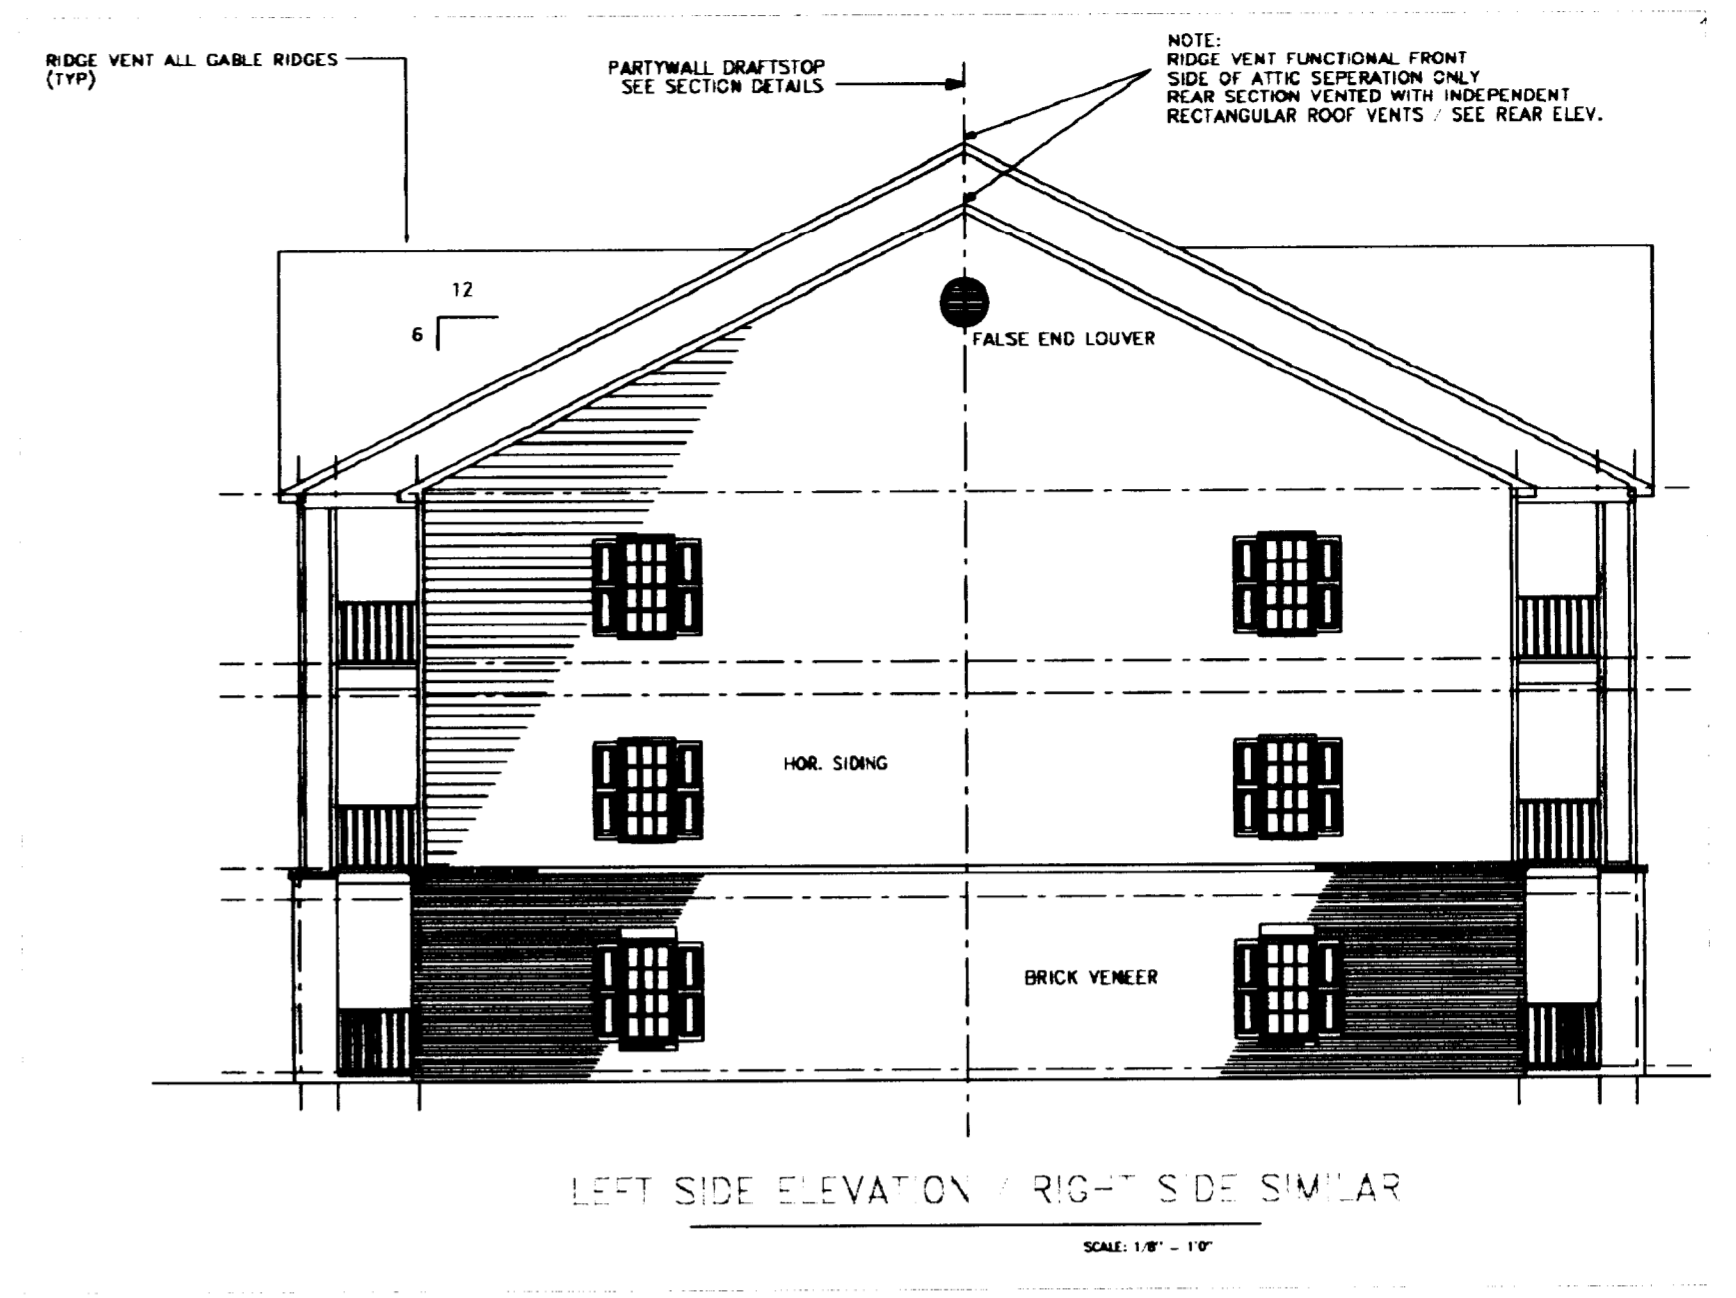 RIDGE VENT ALL GABLE RIDGES
(TYP)
PARTYWALL DRAFTSTOP
SEE SECTION DETAILS
NOTE:
RIDGE VENT FUNCTIONAL FRONT
SIDE OF ATTIC SEPERATION ONLY
REAR SECTION VENTED WITH INDEPENDENT
RECTANGULAR ROOF VENTS / SEE REAR ELEV.
12
6
FALSE END LOUVER
HOR. SIDING
BRICK VENEER
LEFT SIDE ELEVATION / RIGHT SIDE SIMILAR
SCALE: 1/8" - 1'0"